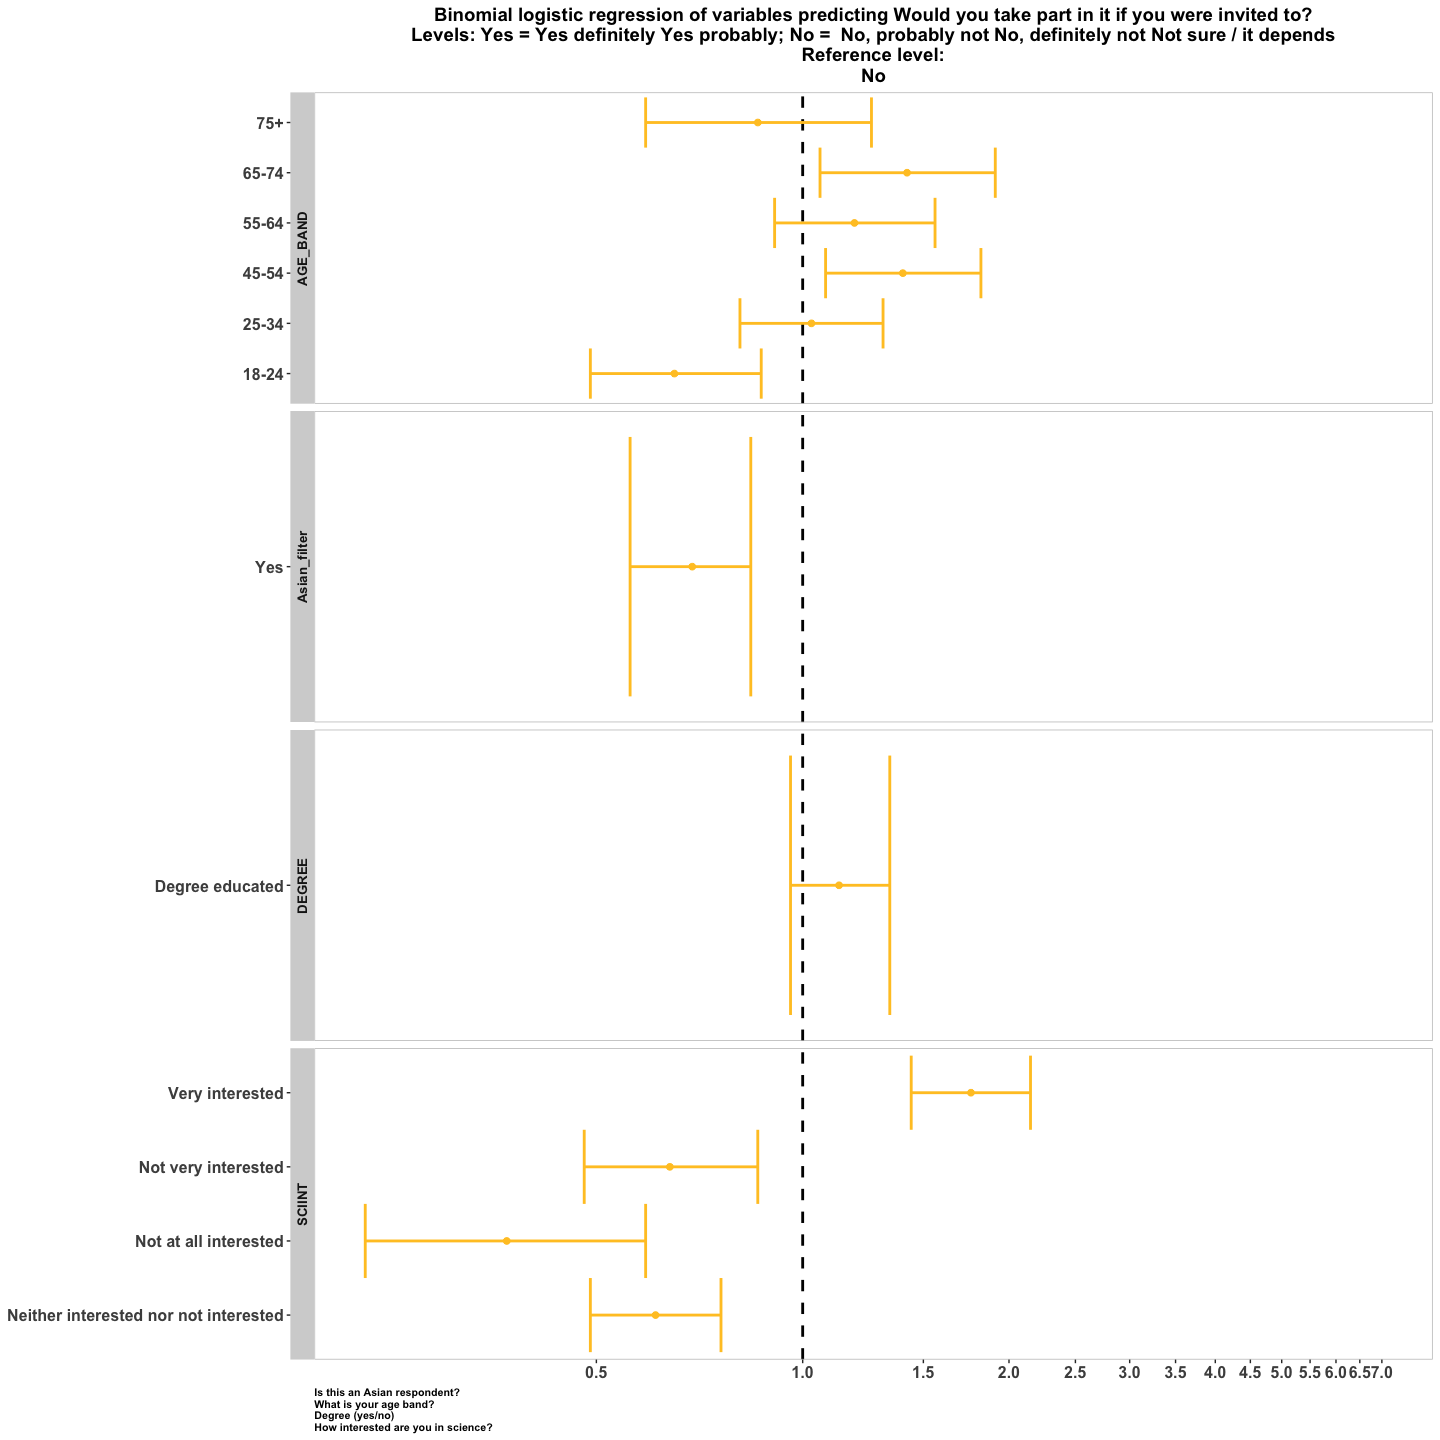 Binomial logistic regression of variables predicting Would you take part in it if you were invited to?
Levels: Yes = Yes definitely Yes probably; No =  No, probably not No, definitely not Not sure / it depends
Reference level:
No
AGE_BAND
75+
65-74
55-64
45-54
25-34
18-24
Asian_filter
Yes
DEGREE
Degree educated
SCIINT
Very interested
Not very interested
Not at all interested
Neither interested nor not interested
0.5 1.0 1.5 2.0 2.5 3.0 3.5 4.0 4.5 5.0 5.5 6.0 6.5 7.0
Is this an Asian respondent?
What is your age band?
Degree (yes/no)
How interested are you in science?